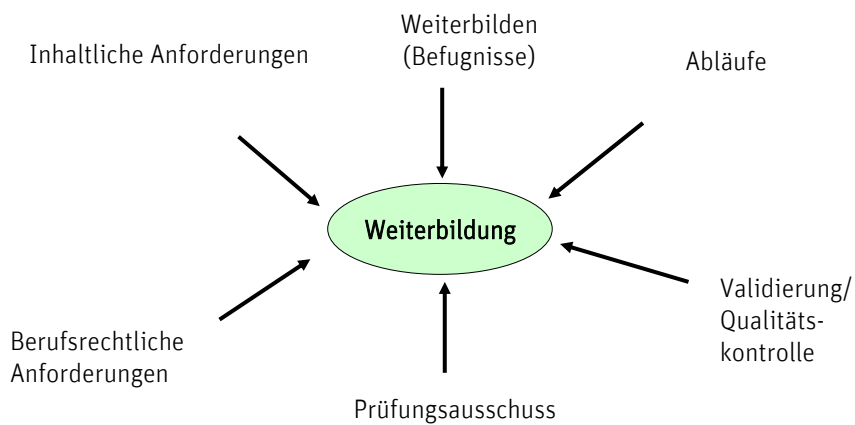 Weiterbilden
(Befugnisse)
Inhaltliche Anforderungen
Abläufe
Weiterbildung
Validierung/
Qualitäts-
kontrolle
Berufsrechtliche
Anforderungen
Prüfungsausschuss